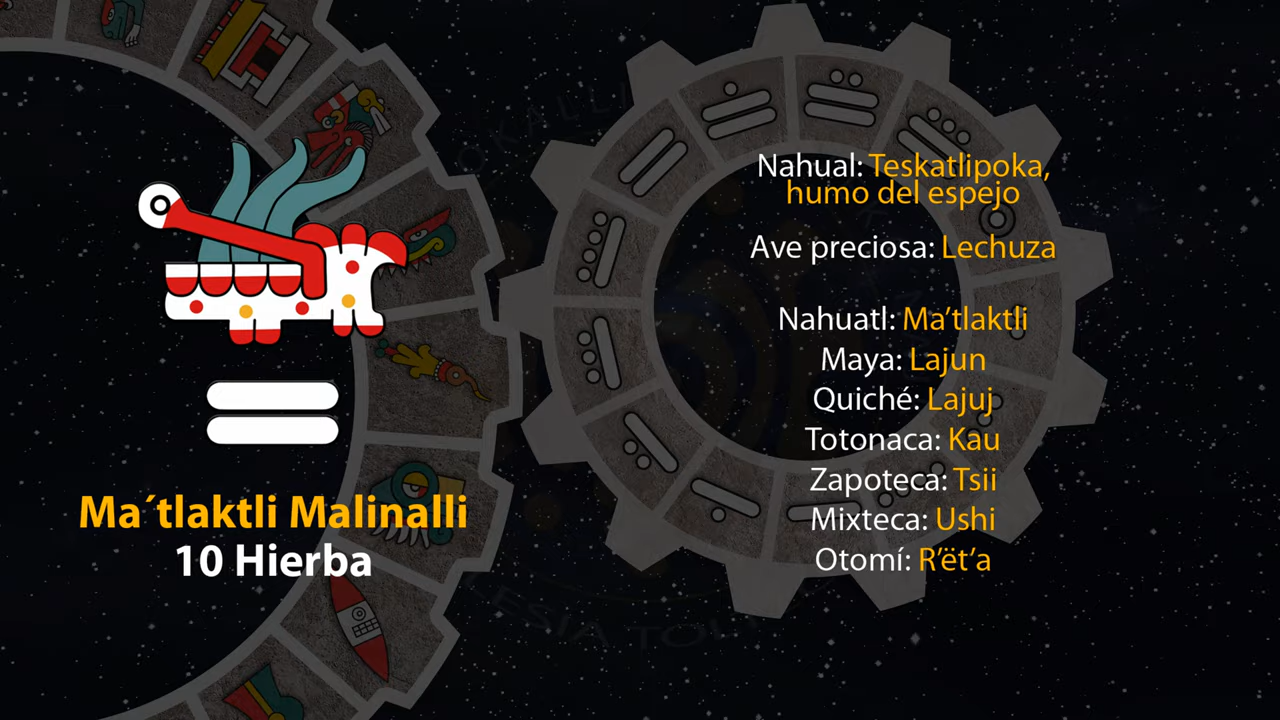 Ma´tlaktli Malinalli
10 Hierba
Nahual: Teskatlipoka,
humo del espejo
Ave preciosa: Lechuza
Nahuatl: Ma’tlaktli
Maya: Lajun
Quiché: Lajuj
Totonaca: Kau
Zapoteca: Tsii
Mixteca: Ushi
Otomí: R’ët’a